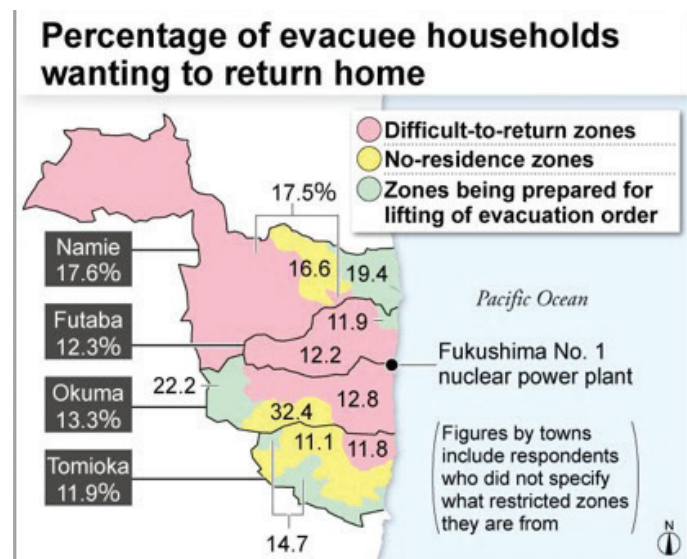 Percentage of evacuee households
wanting to return home
Difficult-to-return zones
No-residence zones
Zones being prepared for
lifting of evacuation order
17.5%
Namie
17.6%
16.6
19.4
Pacific Ocean
Futaba
12.3%
11.9
12.2
Fukushima No. 1
nuclear power plant
Okuma
13.3%
22.2
12.8
32.4
Tomioka
11.9%
11.1
11.8
14.7
(Figures by towns
include respondents
who did not specify
what restricted zones
they are from)
N